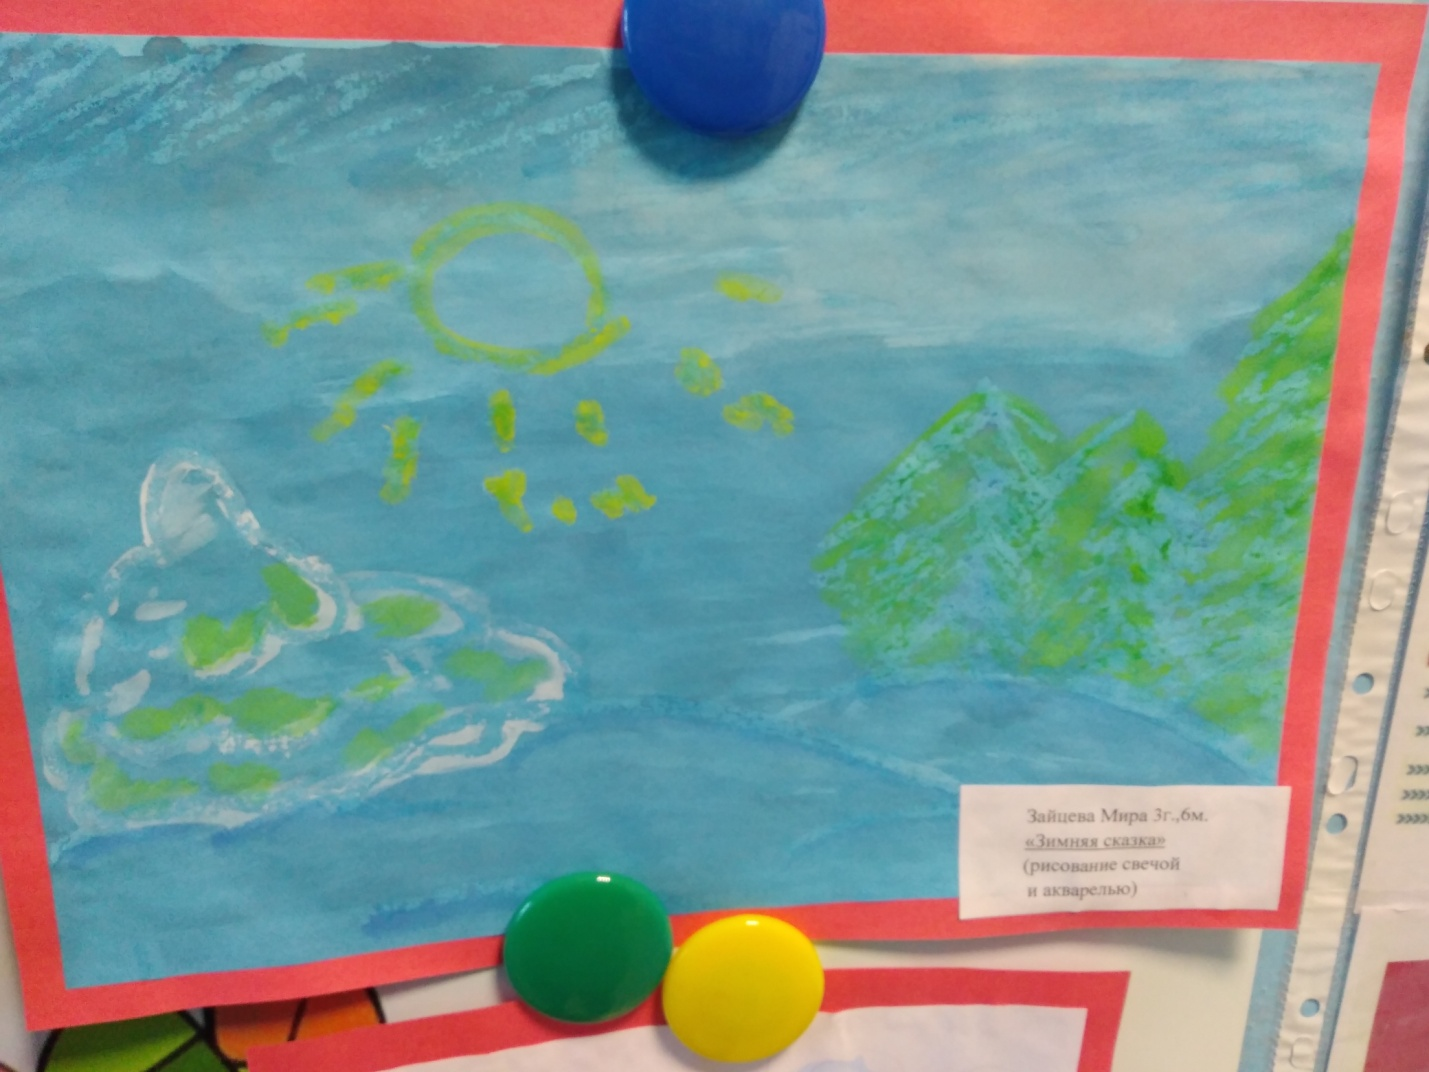 Зайцева Мира 3г.,6м.
«Зимняя сказка»
(рисование свечой
и акварелью)